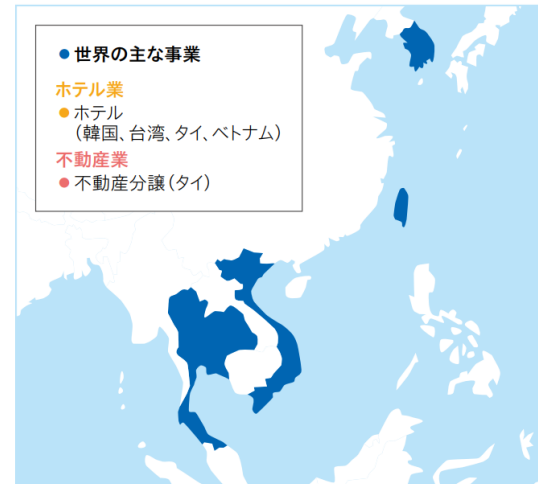 ●世界の主な事業
ホテル業
●ホテル
（韓国、台湾、タイ、ベトナム）
不動産業
●不動産分譲（タイ）